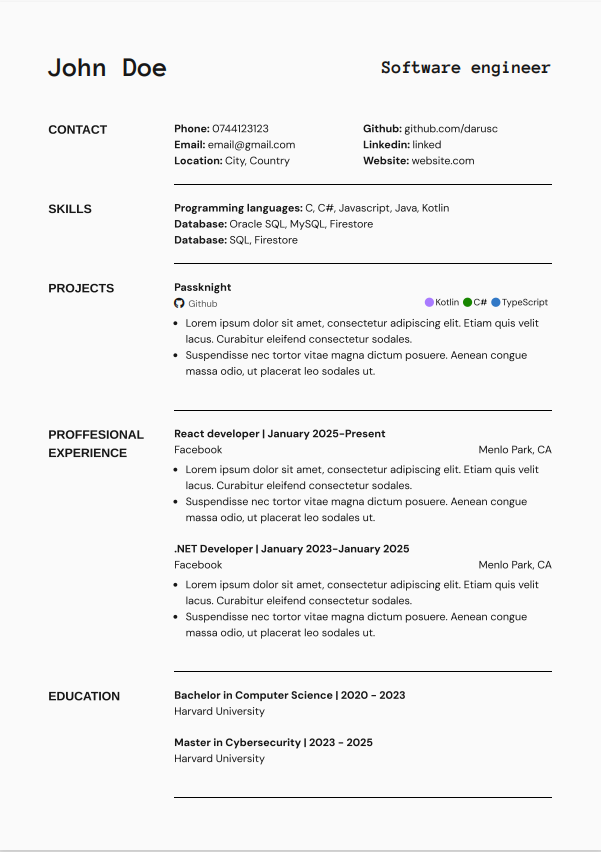 John Doe
Software engineer
CONTACT
Phone: 0744123123
Github: github.com/darusc
Email: email@gmail.com
Linkedin: linked
Location: City, Country
Website: website.com
SKILLS
Programming languages: C, C#, Javascript, Java, Kotlin
Database: Oracle SQL, MySQL, Firestore
Database: SQL, Firestore
PROJECTS
Passknight
Github
Kotlin C# TypeScript
Lorem ipsum dolor sit amet, consectetur adipiscing elit. Etiam quis velit
lacus. Curabitur eleifend consectetur sodales.
Suspendisse nec tortor vitae magna dictum posuere. Aenean congue
massa odio, ut placerat leo sodales ut.
PROFFESIONAL
EXPERIENCE
React developer | January 2025-Present
Facebook
Menlo Park, CA
Lorem ipsum dolor sit amet, consectetur adipiscing elit. Etiam quis velit
lacus. Curabitur eleifend consectetur sodales.
Suspendisse nec tortor vitae magna dictum posuere. Aenean congue
massa odio, ut placerat leo sodales ut.
.NET Developer | January 2023-January 2025
Facebook
Menlo Park, CA
Lorem ipsum dolor sit amet, consectetur adipiscing elit. Etiam quis velit
lacus. Curabitur eleifend consectetur sodales.
Suspendisse nec tortor vitae magna dictum posuere. Aenean congue
massa odio, ut placerat leo sodales ut.
EDUCATION
Bachelor in Computer Science | 2020 - 2023
Harvard University
Master in Cybersecurity | 2023 - 2025
Harvard University